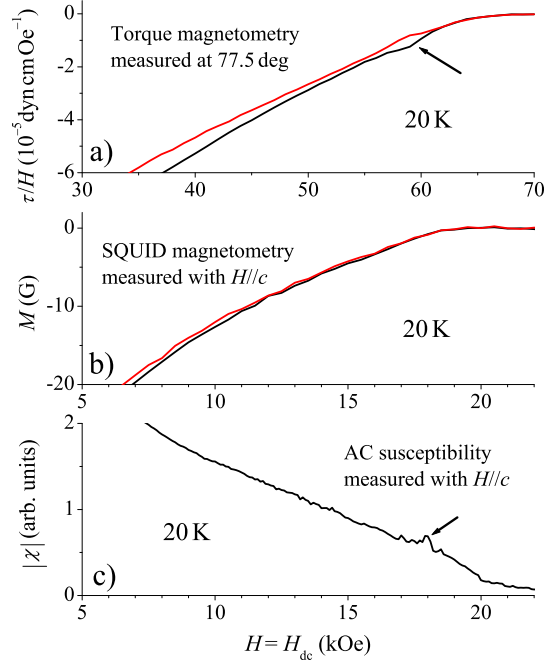 0
Torque magnetometry
measured at 77.5 deg
-2
20 K
-4
a)
-6
τ/H (10⁻⁵ dyn cm Oe⁻¹)
30 40 50 60 70
0
SQUID magnetometry
measured with H//c
-10
20 K
b)
-20
M (G)
5 10 15 20
2
AC susceptibility
measured with H//c
1
20 K
c)
0
|χ| (arb. units)
5 10 15 20
H = H_dc (kOe)